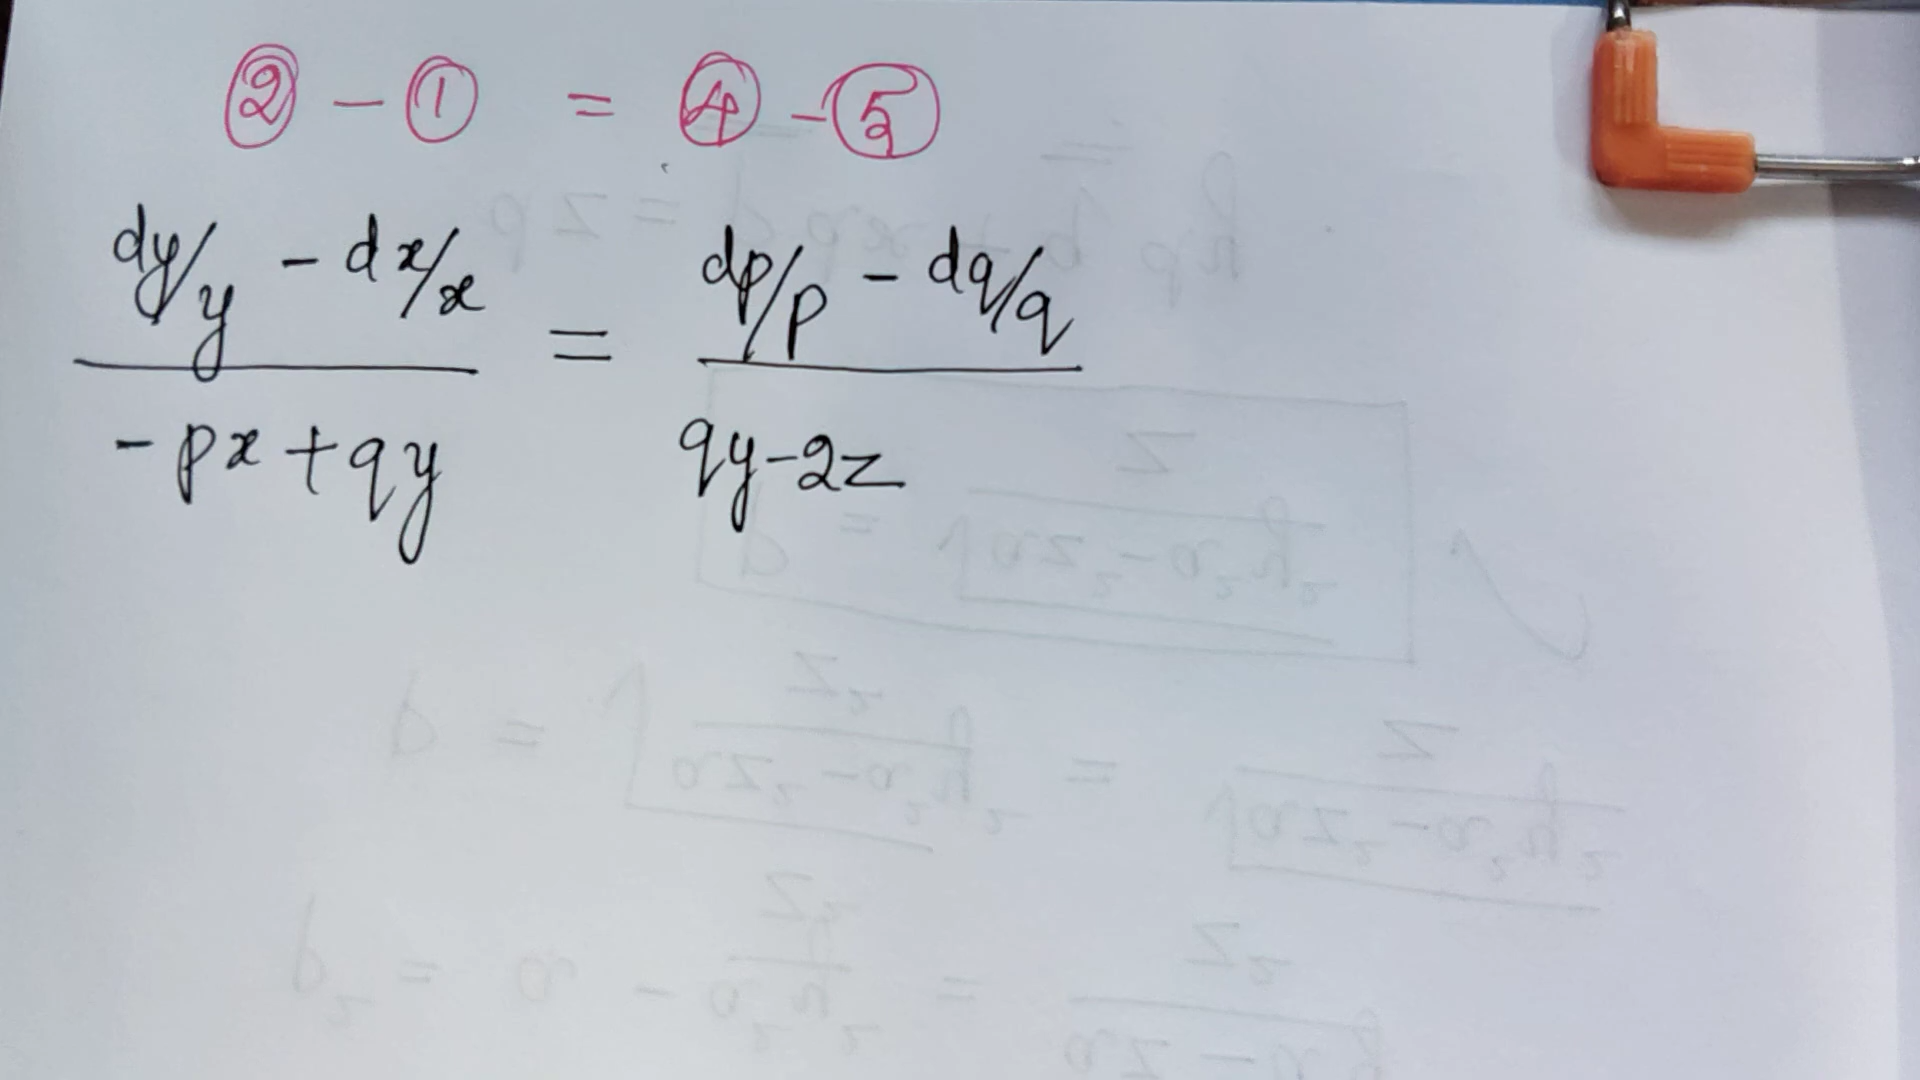 ② - ① = ④ - ⑤
dy/y - dx/x = dp/p - dq/q
-px + qy qy - 2z